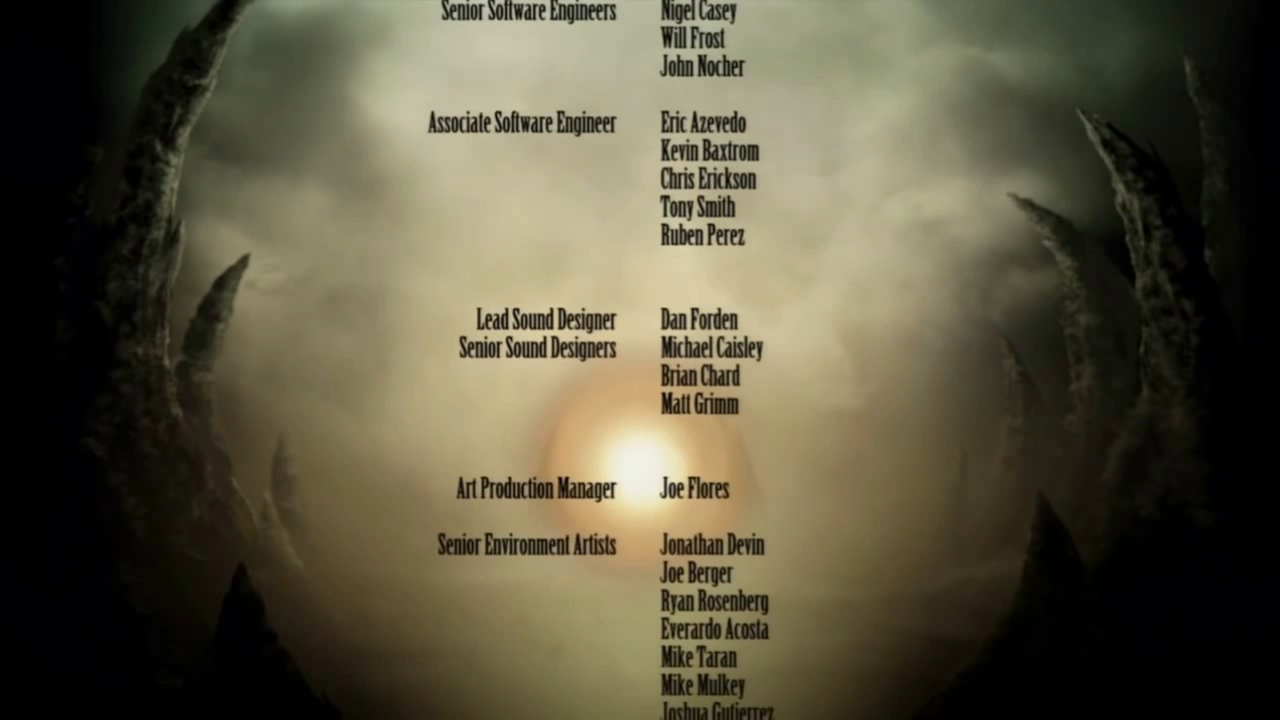 Senior Software Engineers Nigel Casey
Will Frost
John Nocher
Associate Software Engineer Eric Azevedo
Kevin Baxtrom
Chris Erickson
Tony Smith
Ruben Perez
Lead Sound Designer Dan Forden
Senior Sound Designers Michael Caisley
Brian Chard
Matt Grimm
Art Production Manager Joe Flores
Senior Environment Artists Jonathan Devin
Joe Berger
Ryan Rosenberg
Everardo Acosta
Mike Taran
Mike Mulkey
Joshua Gutierrez